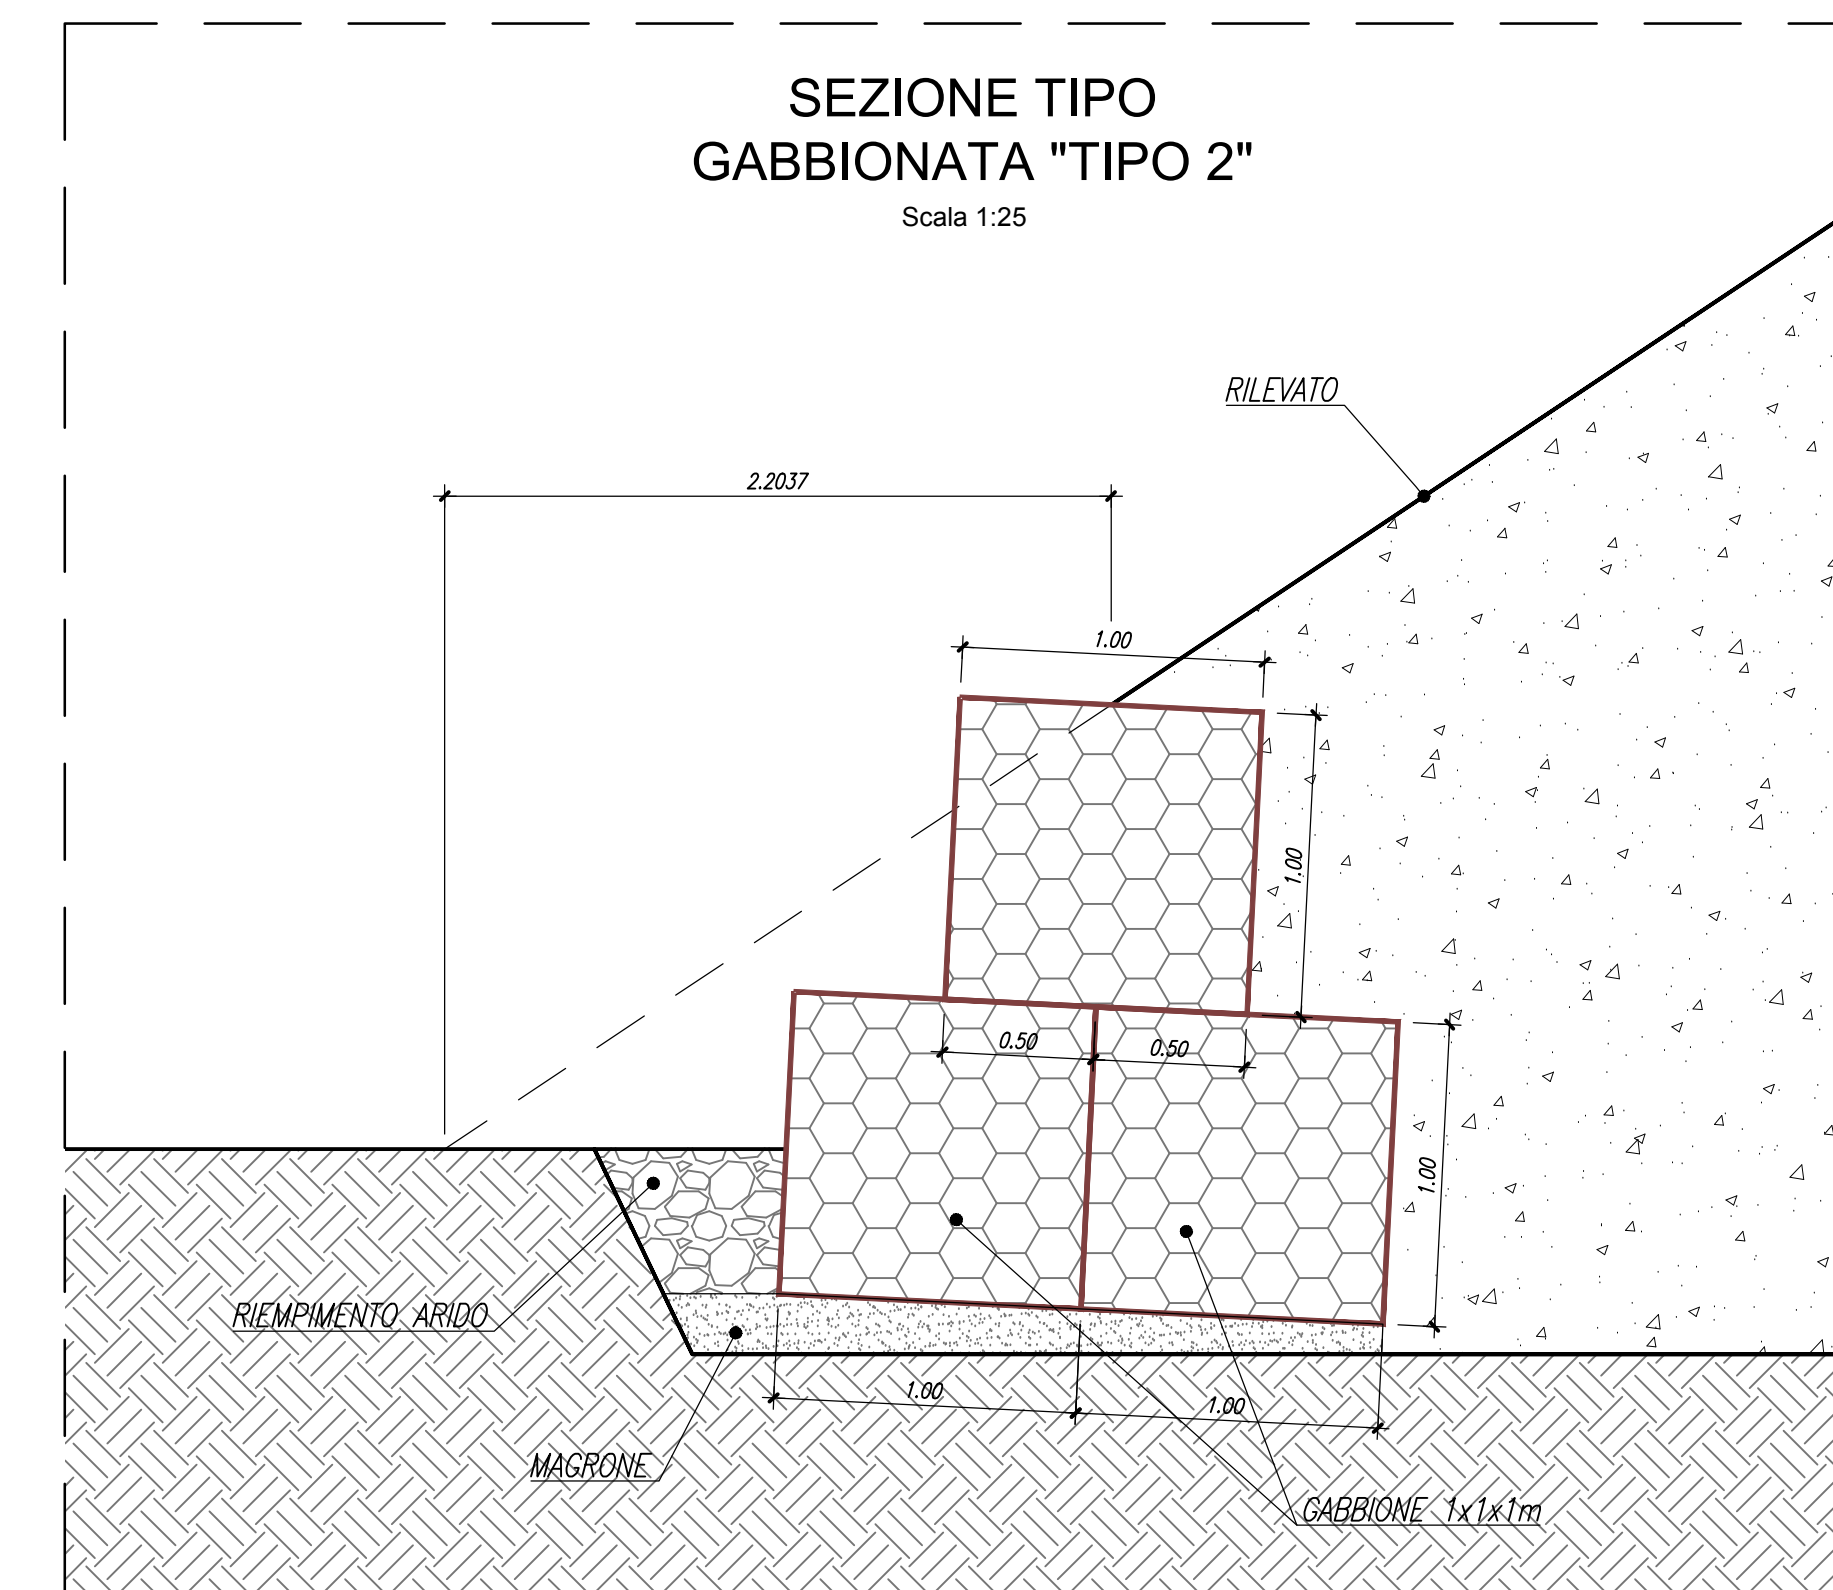 SEZIONE TIPO
GABBIONATA "TIPO 2"
Scala 1:25
RILEVATO
2.2037
1.00
1.00
0.50
0.50
1.00
RIEMPIMENTO ARIDO
1.00
1.00
MAGRONE
GABBIONE 1x1x1m